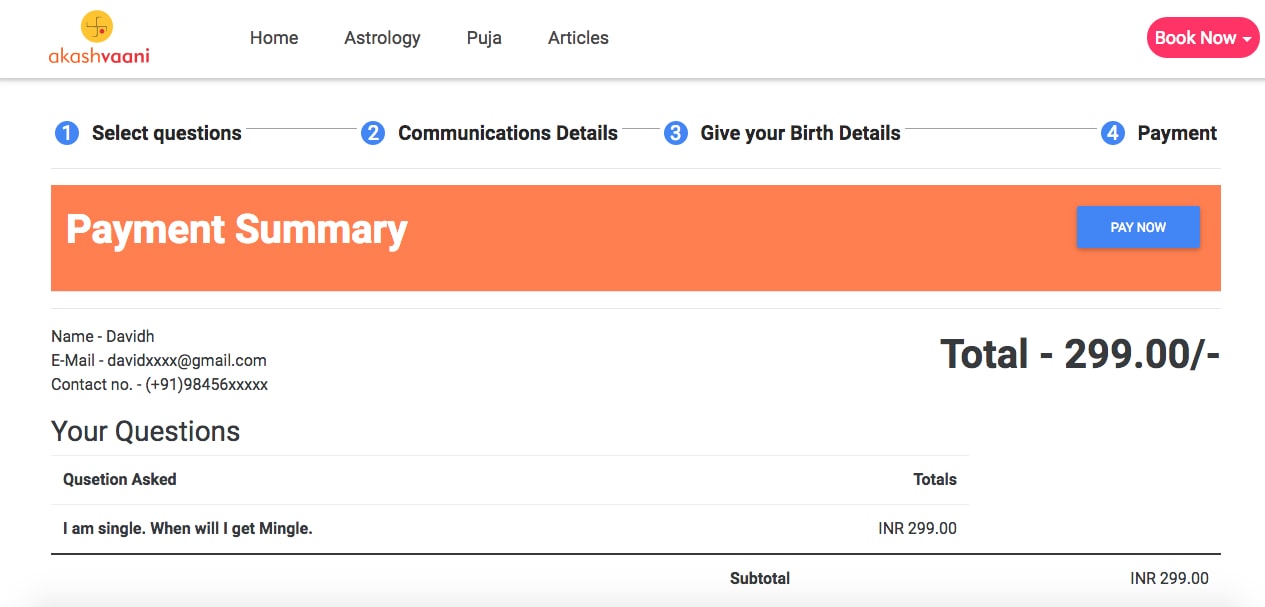 akashvaani
Home Astrology Puja Articles
Book Now
1 Select questions 2 Communications Details 3 Give your Birth Details 4 Payment
Payment Summary
PAY NOW
Name - Davidh
E-Mail - davidxxxx@gmail.com
Contact no. - (+91)98456xxxxx
Total - 299.00/-
Your Questions
Qusetion Asked Totals
I am single. When will I get Mingle. INR 299.00
Subtotal INR 299.00